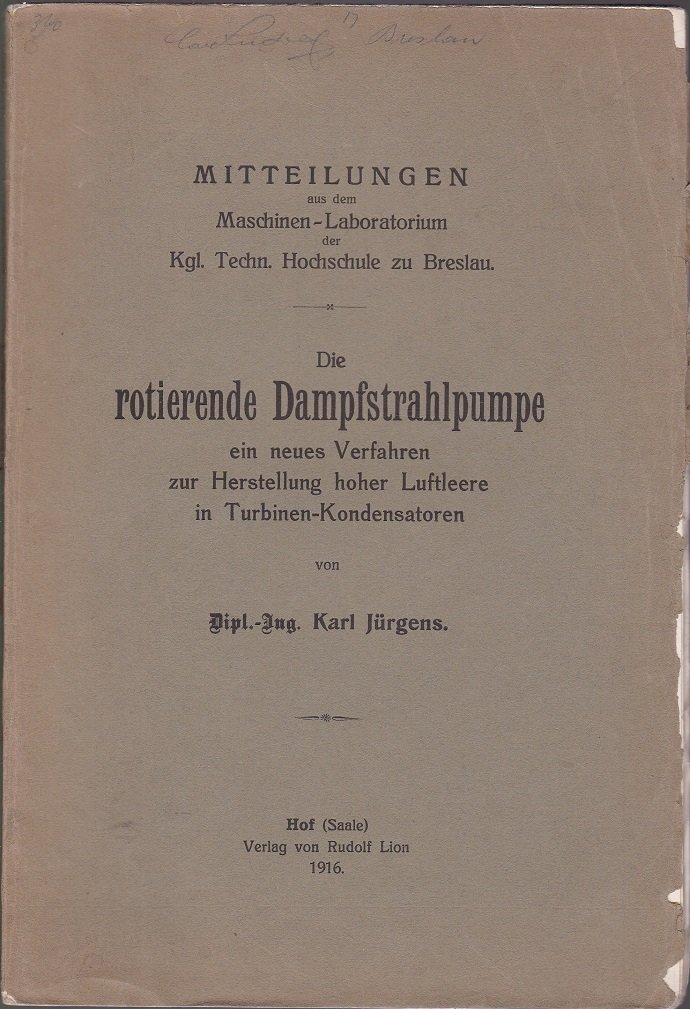 Breslau
MITTEILUNGEN
aus dem
Maschinen-Laboratorium
der
Kgl. Techn. Hochschule zu Breslau.
Die
rotierende Dampfstrahlpumpe
ein neues Verfahren
zur Herstellung hoher Luftleere
in Turbinen-Kondensatoren
von
Dipl.-Ing. Karl Jürgens.
Hof (Saale)
Verlag von Rudolf Lion
1916.